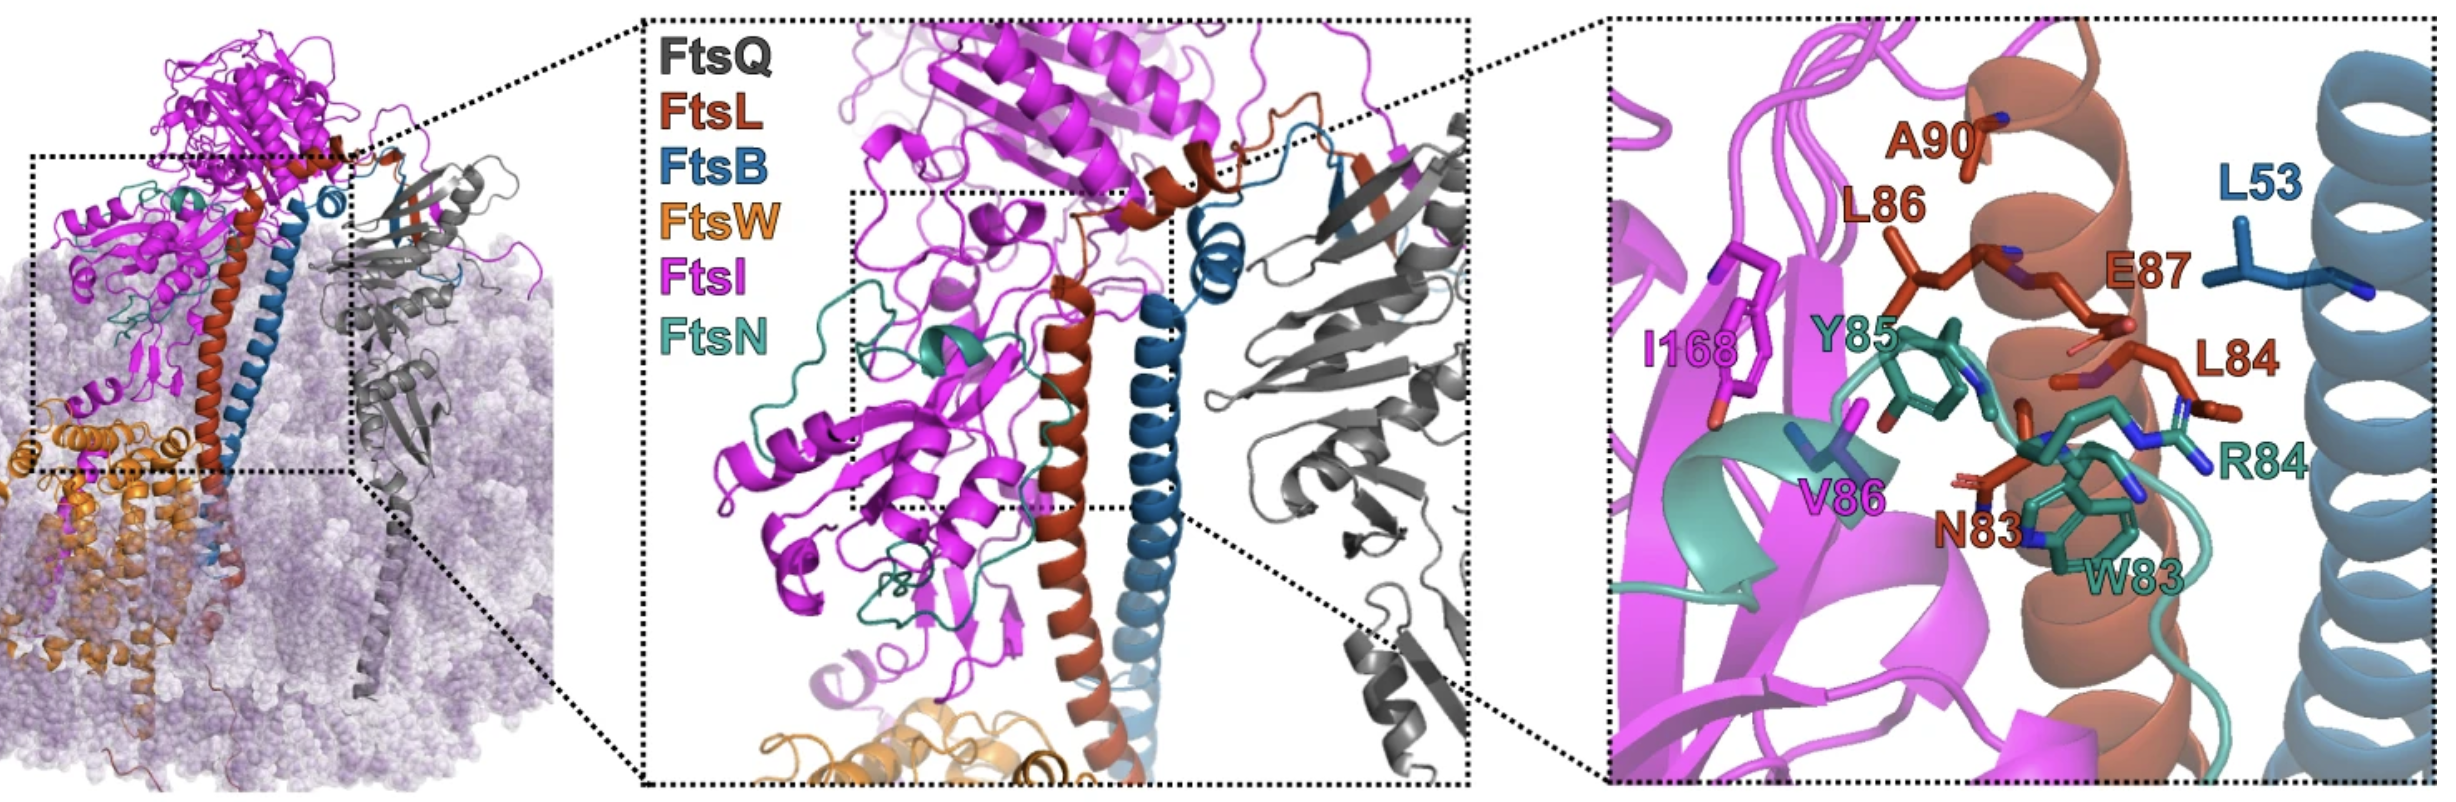 FtsQ
FtsL
FtsB
FtsW
FtsI
FtsN
A90
L86
L53
E87
I168
Y85
L84
R84
V86
N83
W83